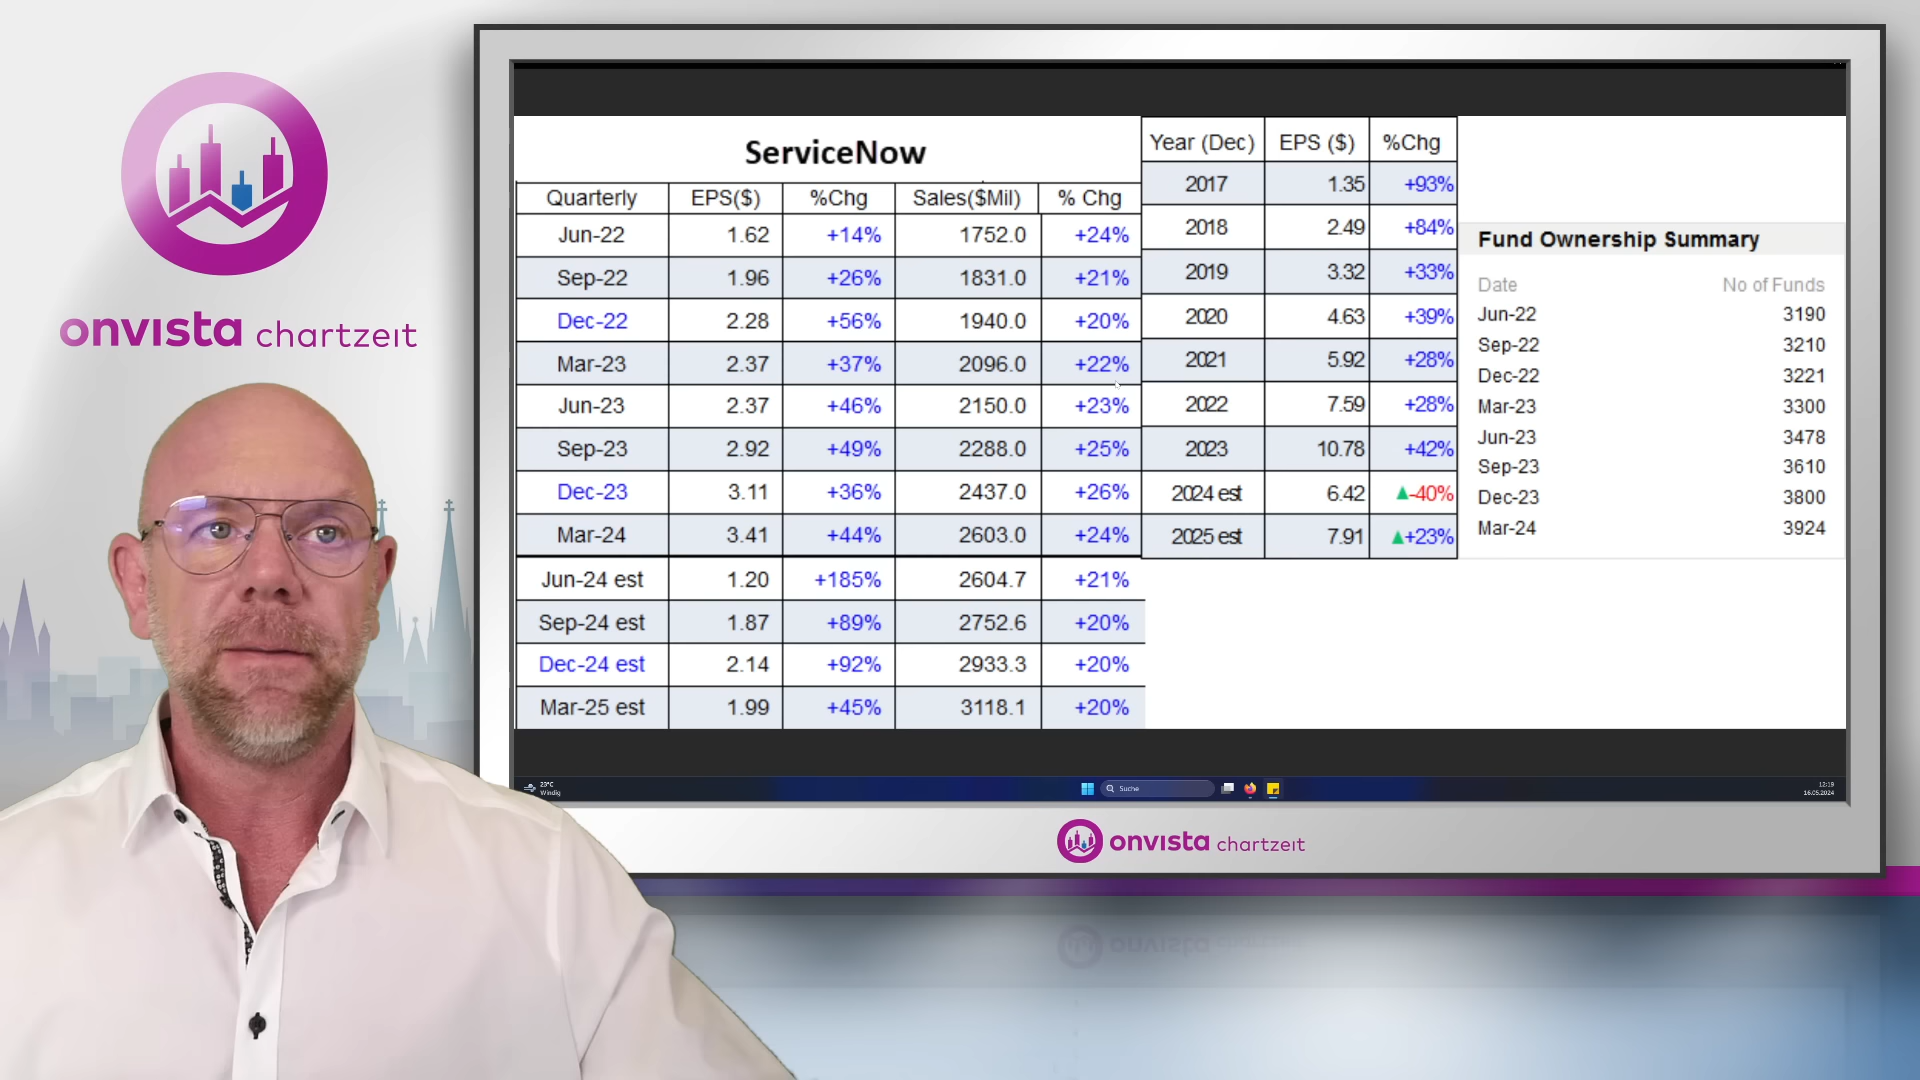 onvista chartzeit
ServiceNow
Quarterly EPS($) %Chg Sales($Mil) % Chg
Jun-22 1.62 +14% 1752.0 +24%
Sep-22 1.96 +26% 1831.0 +21%
Dec-22 2.28 +56% 1940.0 +20%
Mar-23 2.37 +37% 2096.0 +22%
Jun-23 2.37 +46% 2150.0 +23%
Sep-23 2.92 +49% 2288.0 +25%
Dec-23 3.11 +36% 2437.0 +26%
Mar-24 3.41 +44% 2603.0 +24%
Jun-24 est 1.20 +185% 2604.7 +21%
Sep-24 est 1.87 +89% 2752.6 +20%
Dec-24 est 2.14 +92% 2933.3 +20%
Mar-25 est 1.99 +45% 3118.1 +20%
Year (Dec) EPS ($) %Chg
2017 1.35 +93%
2018 2.49 +84%
2019 3.32 +33%
2020 4.63 +39%
2021 5.92 +28%
2022 7.59 +28%
2023 10.78 +42%
2024 est 6.42 ▲-40%
2025 est 7.91 ▲+23%
Fund Ownership Summary
Date No of Funds
Jun-22 3190
Sep-22 3210
Dec-22 3221
Mar-23 3300
Jun-23 3478
Sep-23 3610
Dec-23 3800
Mar-24 3924
23°C
Windig
Suche
12:19
16.05.2024
onvista chartzeit